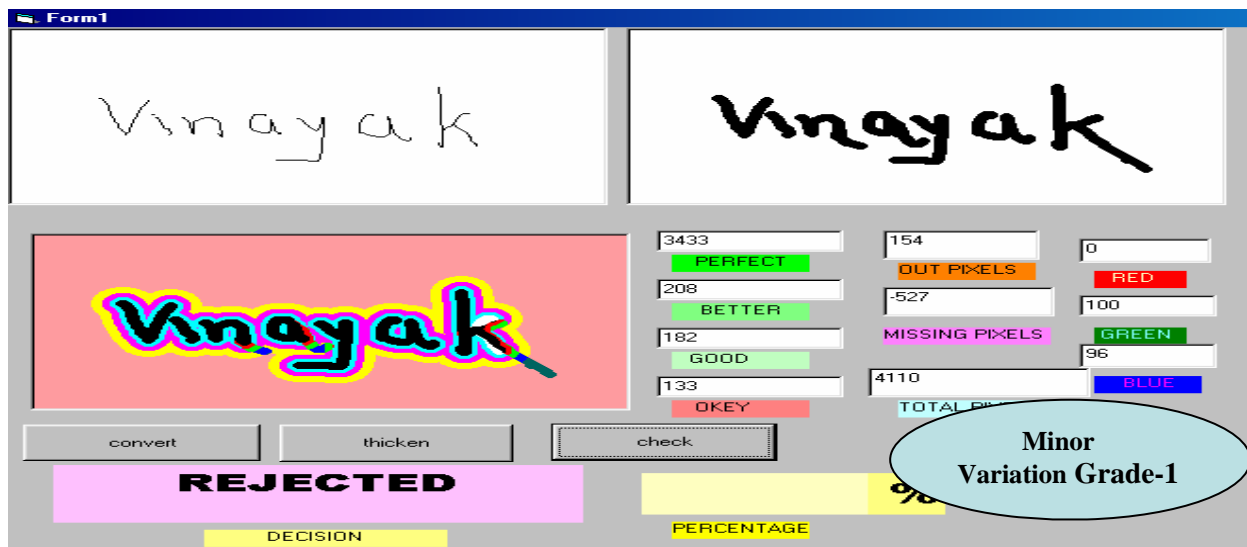 Form1
Vinayak
Vinayak
Vinayak
3433
PERFECT
208
BETTER
182
GOOD
133
OKEY
154
OUT PIXELS
-527
MISSING PIXELS
4110
TOTAL
0
RED
100
GREEN
96
BLUE
convert
thicken
check
REJECTED
DECISION
%
PERCENTAGE
Minor
Variation Grade-1